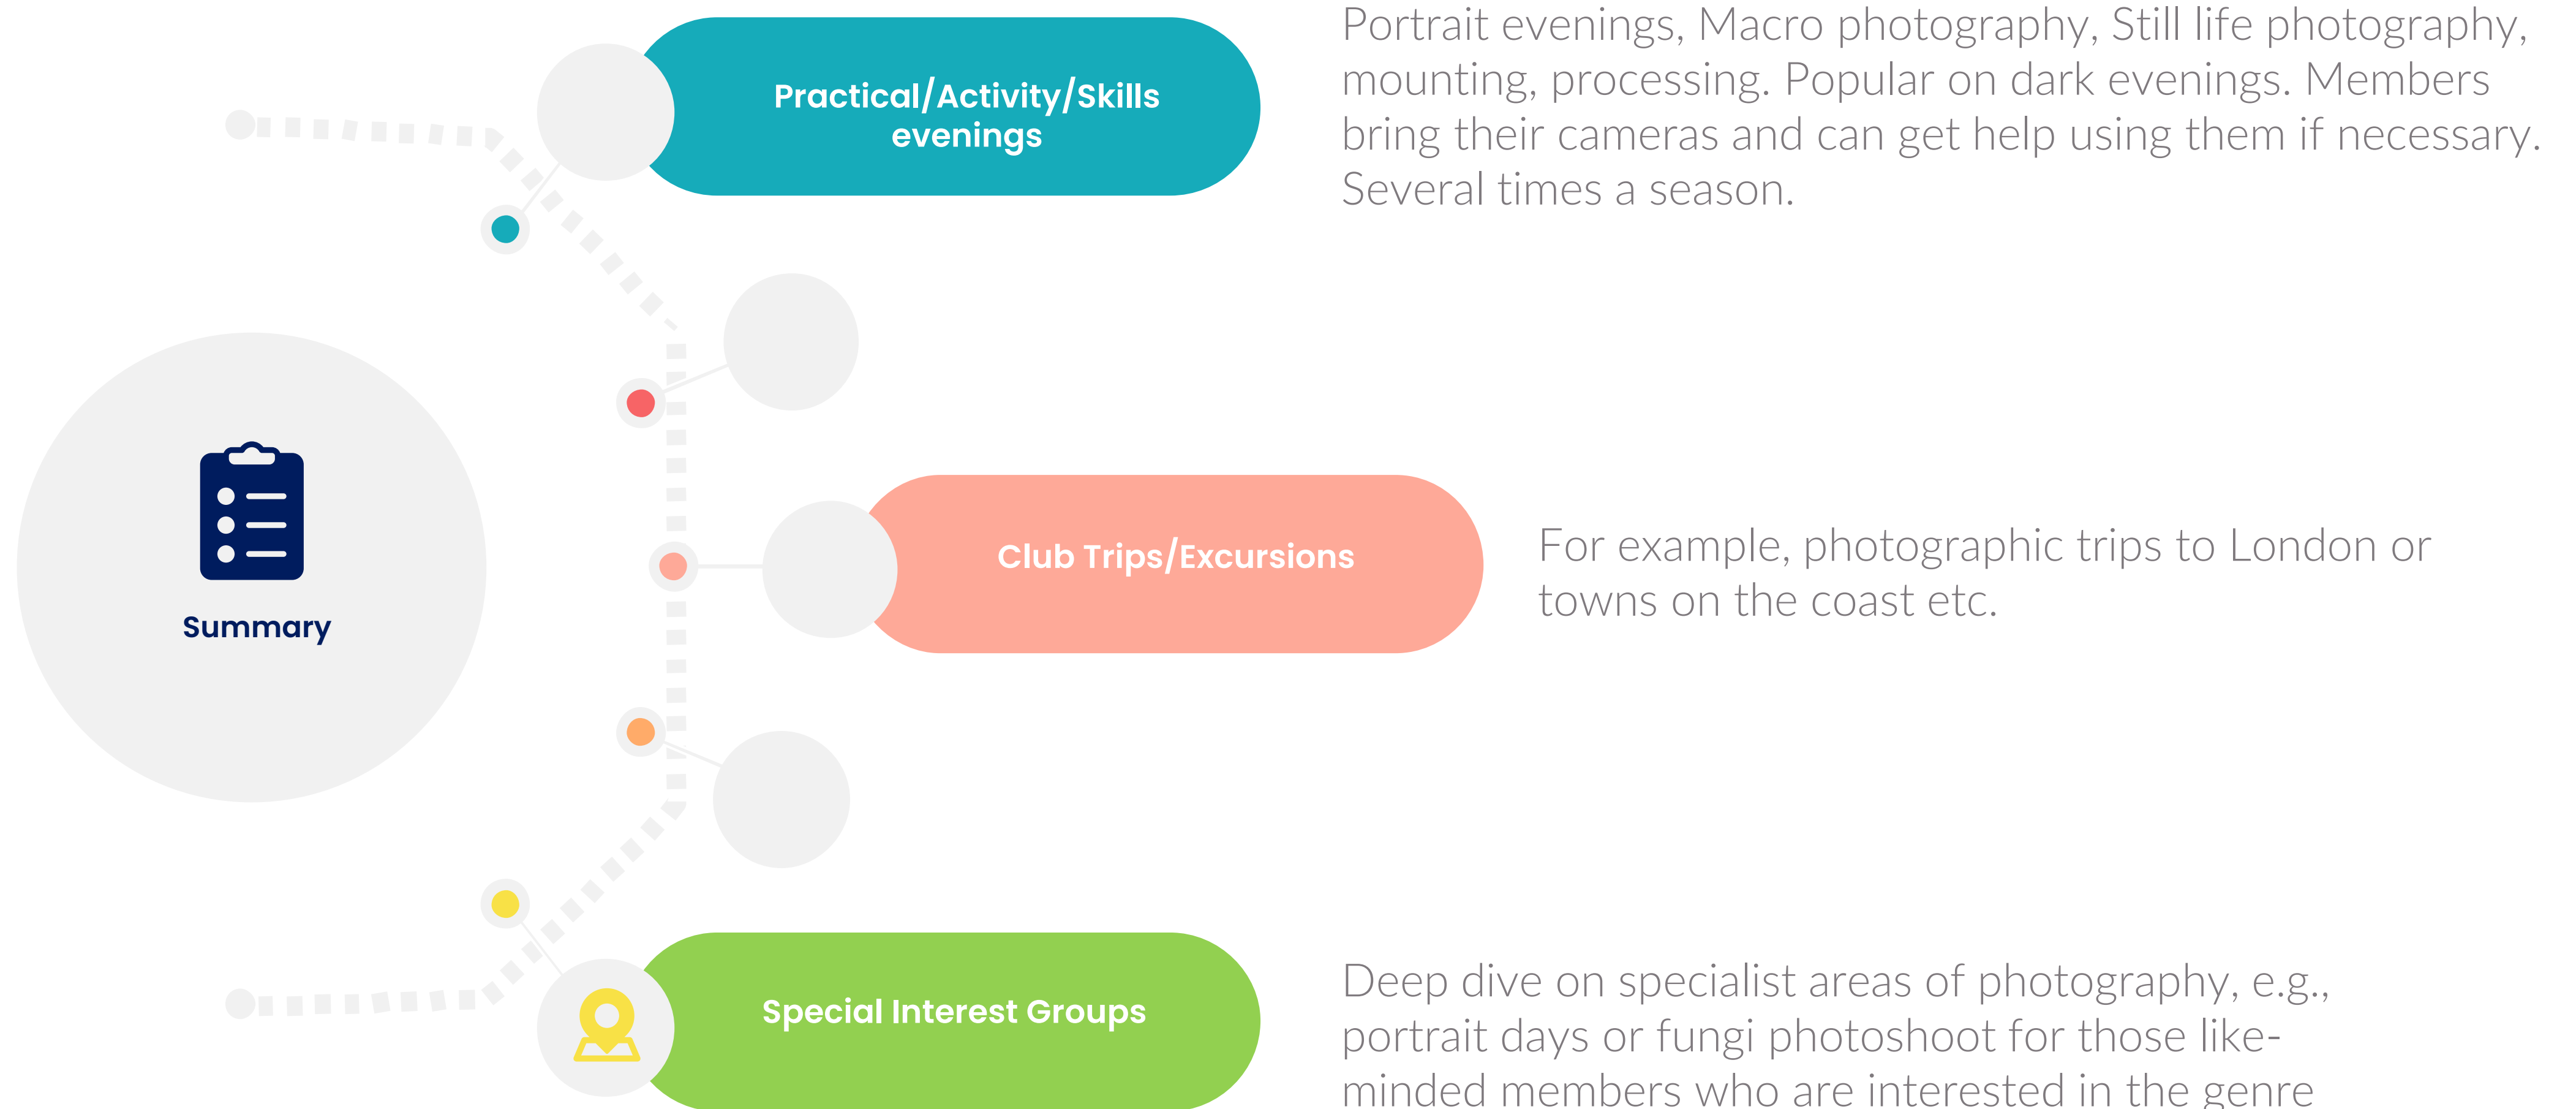 Portrait evenings, Macro photography, Still life photography,
mounting, processing. Popular on dark evenings. Members
bring their cameras and can get help using them if necessary.
Several times a season.
Practical/Activity/Skills
evenings
Club Trips/Excursions
For example, photographic trips to London or
towns on the coast etc.
Summary
Special Interest Groups
Deep dive on specialist areas of photography, e.g.,
portrait days or fungi photoshoot for those like-
minded members who are interested in the genre